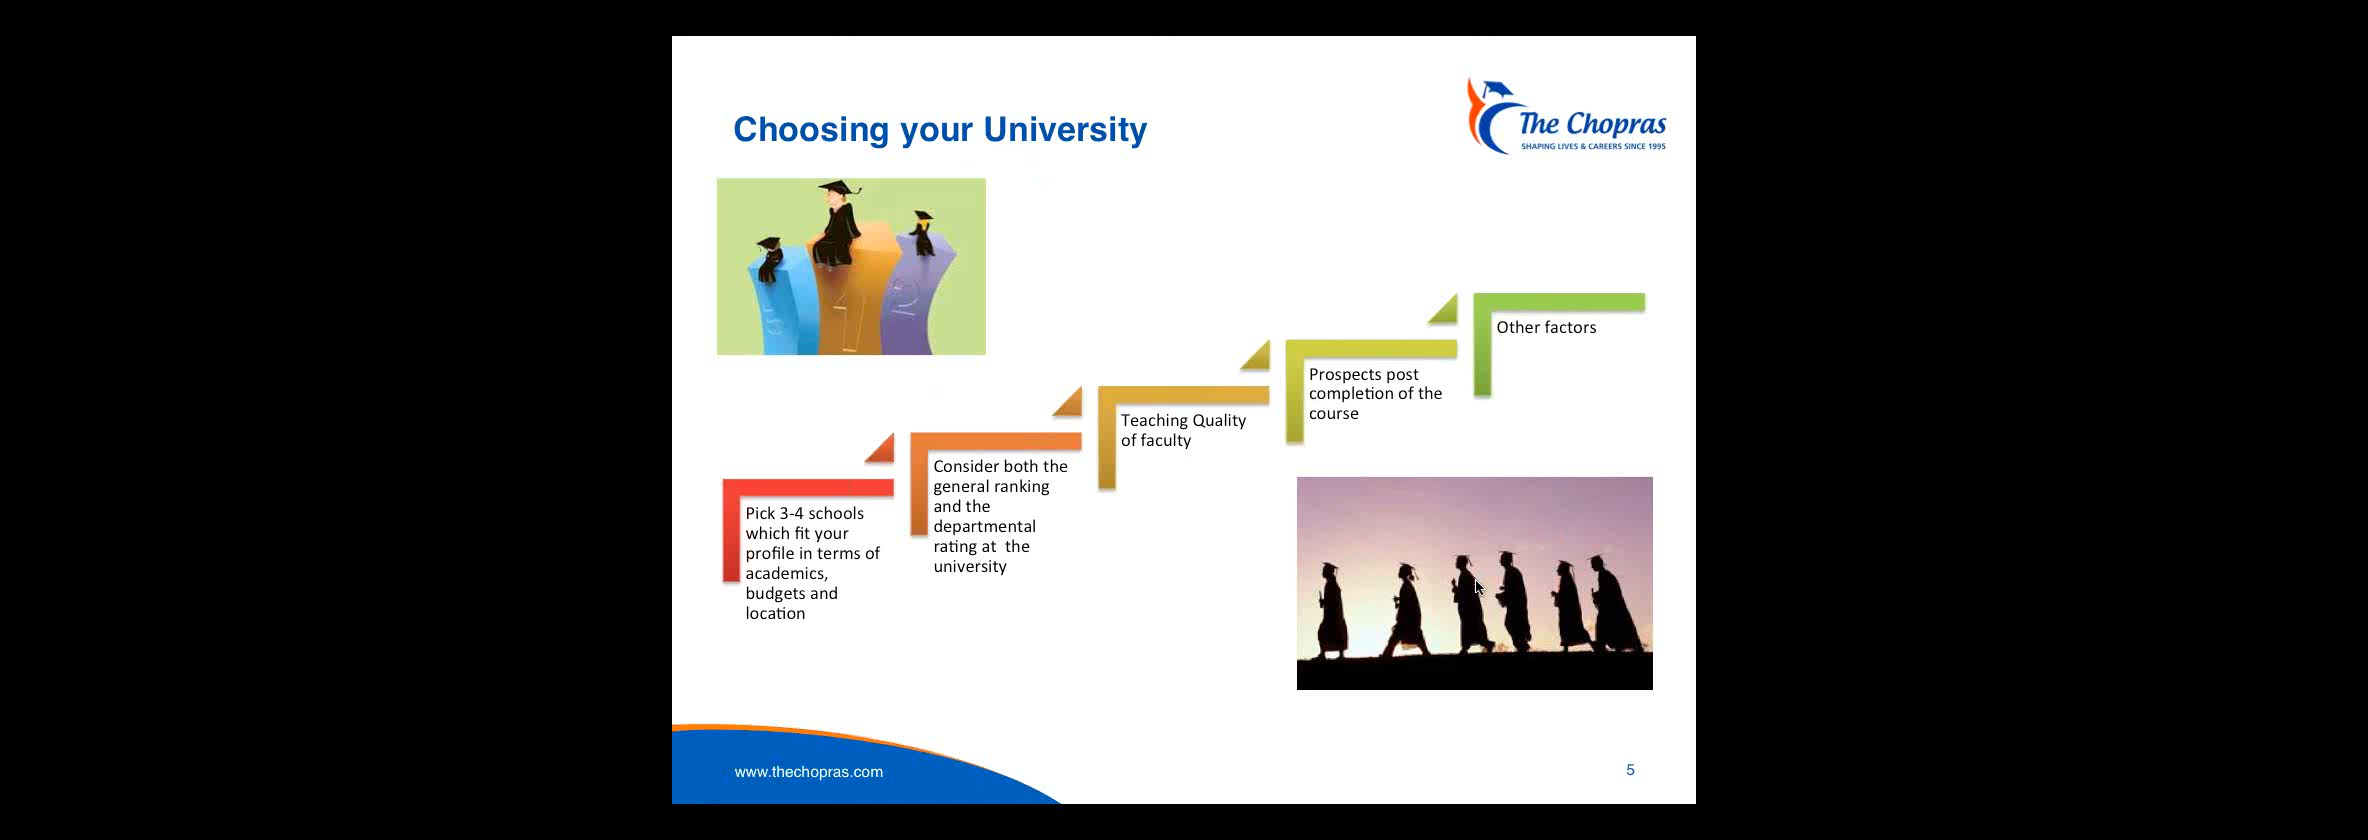 Choosing your University
The Chopras
SHAPING LIVES & CAREERS SINCE 1995
1
2
Other factors
Prospects post
completion of the
course
Teaching Quality
of faculty
Consider both the
general ranking
and the
departmental
rating at  the
university
Pick 3-4 schools
which fit your
profile in terms of
academics,
budgets and
location
www.thechopras.com
5